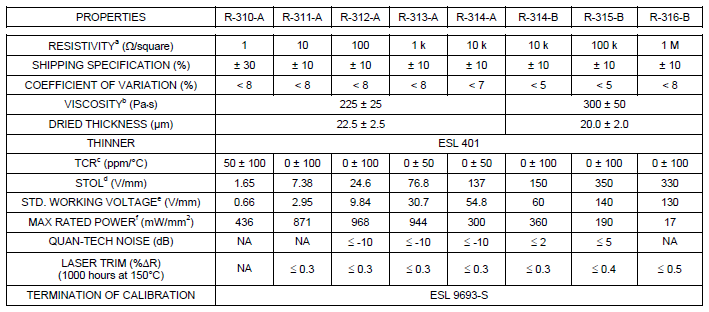 PROPERTIES R-310-A R-311-A R-312-A R-313-A R-314-A R-314-B R-315-B R-316-B
RESISTIVITYa (Ω/square) 1 10 100 1 k 10 k 10 k 100 k 1 M
SHIPPING SPECIFICATION (%) ± 30 ± 10 ± 10 ± 10 ± 10 ± 10 ± 10 ± 10
COEFFICIENT OF VARIATION (%) < 8 < 8 < 8 < 8 < 7 < 5 < 5 < 8
VISCOSITYb (Pa·s) 225 ± 25 300 ± 50
DRIED THICKNESS (µm) 22.5 ± 2.5 20.0 ± 2.0
THINNER ESL 401
TCRc (ppm/°C) 50 ± 100 0 ± 100 0 ± 100 0 ± 50 0 ± 50 0 ± 100 0 ± 100 0 ± 100
STOLd (V/mm) 1.65 7.38 24.6 76.8 137 150 350 330
STD. WORKING VOLTAGEe (V/mm) 0.66 2.95 9.84 30.7 54.8 60 140 130
MAX RATED POWERf (mW/mm2) 436 871 968 944 300 360 190 17
QUAN-TECH NOISE (dB) NA NA ≤ -10 ≤ -10 ≤ -10 ≤ 2 ≤ 5 NA
LASER TRIM (%ΔR)
(1000 hours at 150°C) NA ≤ 0.3 ≤ 0.3 ≤ 0.3 ≤ 0.3 ≤ 0.3 ≤ 0.4 ≤ 0.5
TERMINATION OF CALIBRATION ESL 9693-S